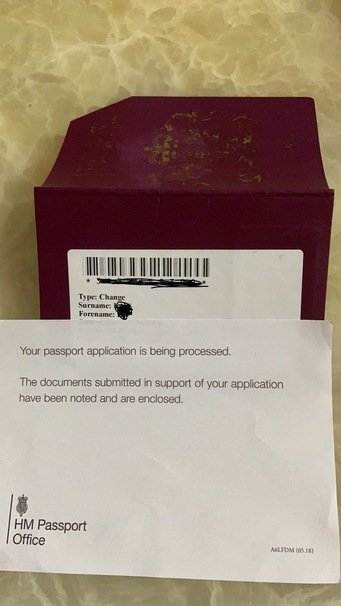 Type: Change
Surname:
Forename:
Your passport application is being processed.
The documents submitted in support of your application
have been noted and are enclosed.
HM Passport
Office
A6LFDM (05.18)